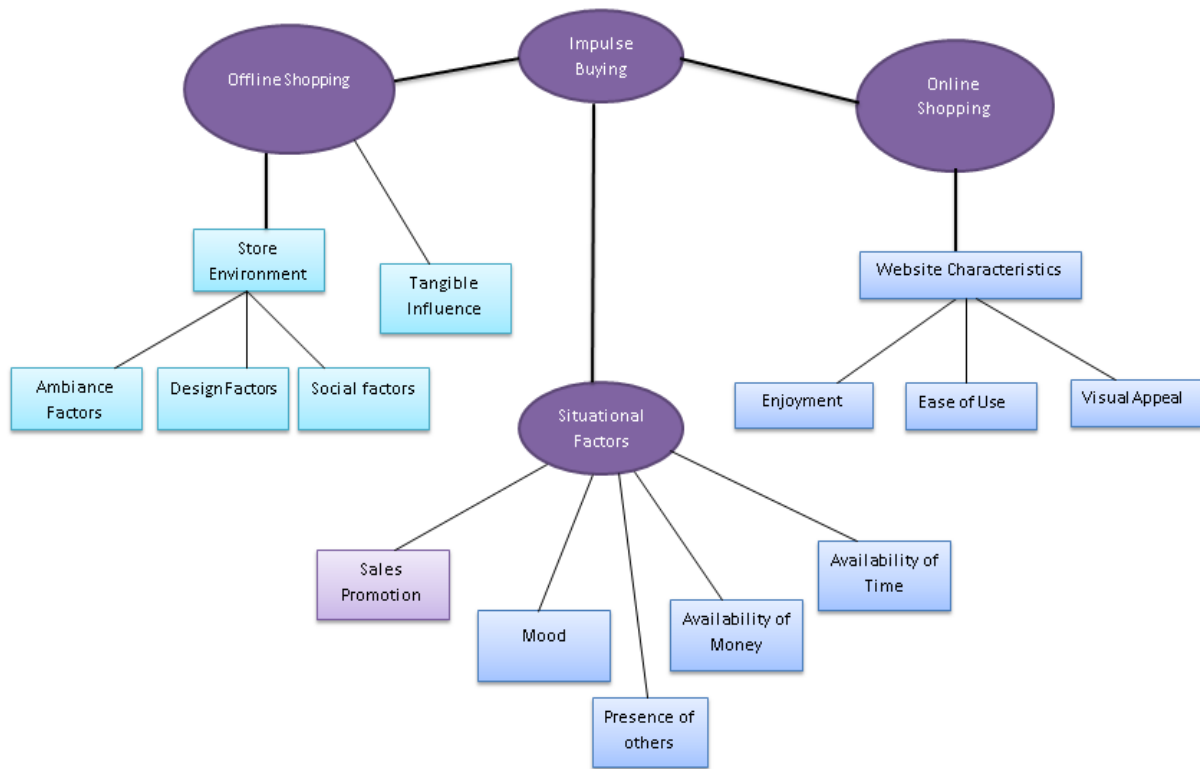 Impulse
Buying
Offline Shopping
Online
Shopping
Store
Environment
Tangible
Influence
Website Characteristics
Ambiance
Factors
Design Factors
Social factors
Enjoyment
Ease of Use
Visual Appeal
Situational
Factors
Sales
Promotion
Mood
Presence of
others
Availability of
Money
Availability of
Time